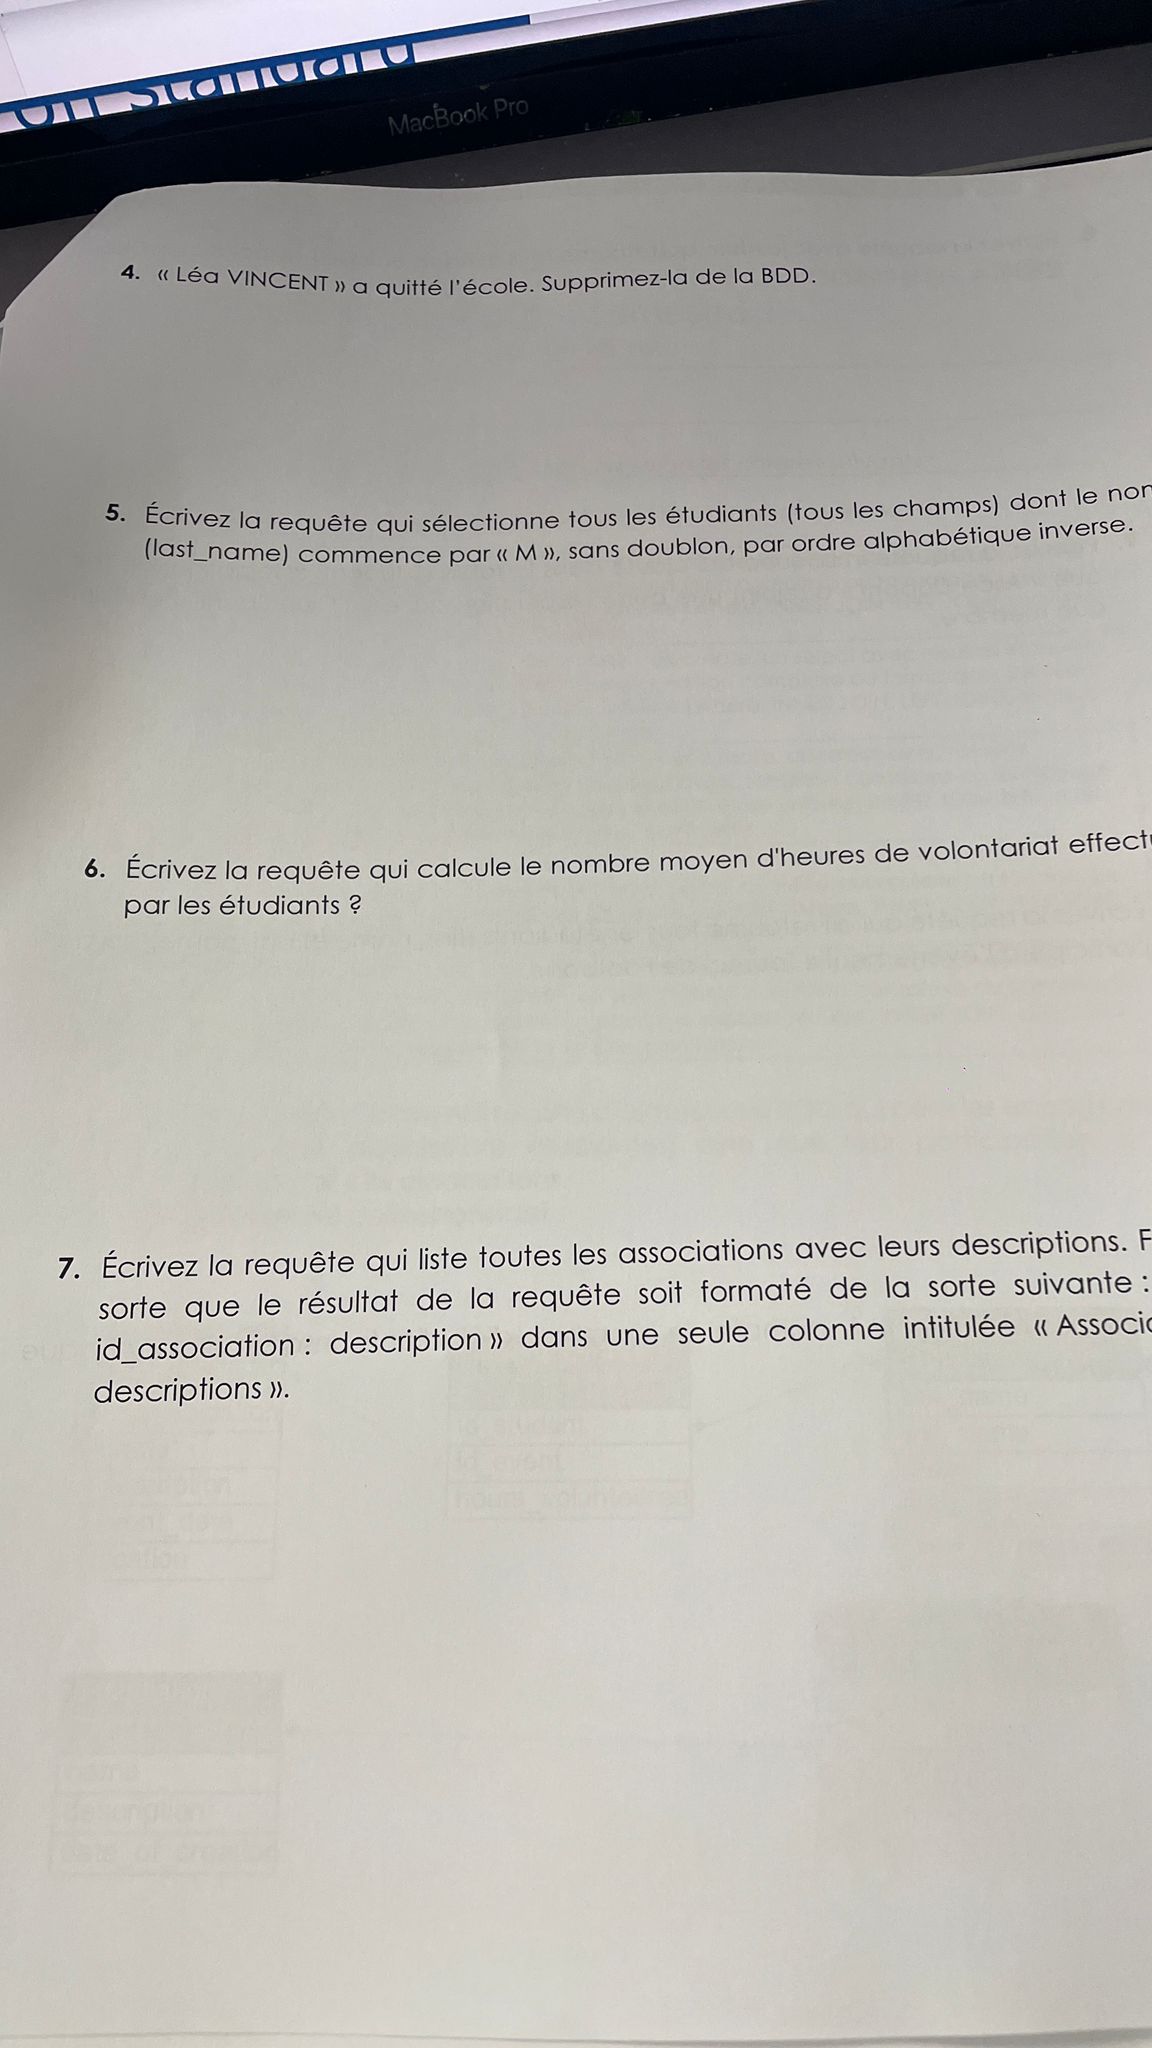 on standard
MacBook Pro
4. « Léa VINCENT » a quitté l'école. Supprimez-la de la BDD.
5. Écrivez la requête qui sélectionne tous les étudiants (tous les champs) dont le
(last_name) commence par « M », sans doublon, par ordre alphabétique inverse.
6. Écrivez la requête qui calcule le nombre moyen d'heures de volontariat
par les étudiants ?
7. Écrivez la requête qui liste toutes les associations avec leurs descriptions.
sorte que le résultat de la requête soit formaté de la sorte suivante :
id_association : description » dans une seule colonne intitulée «
descriptions ».